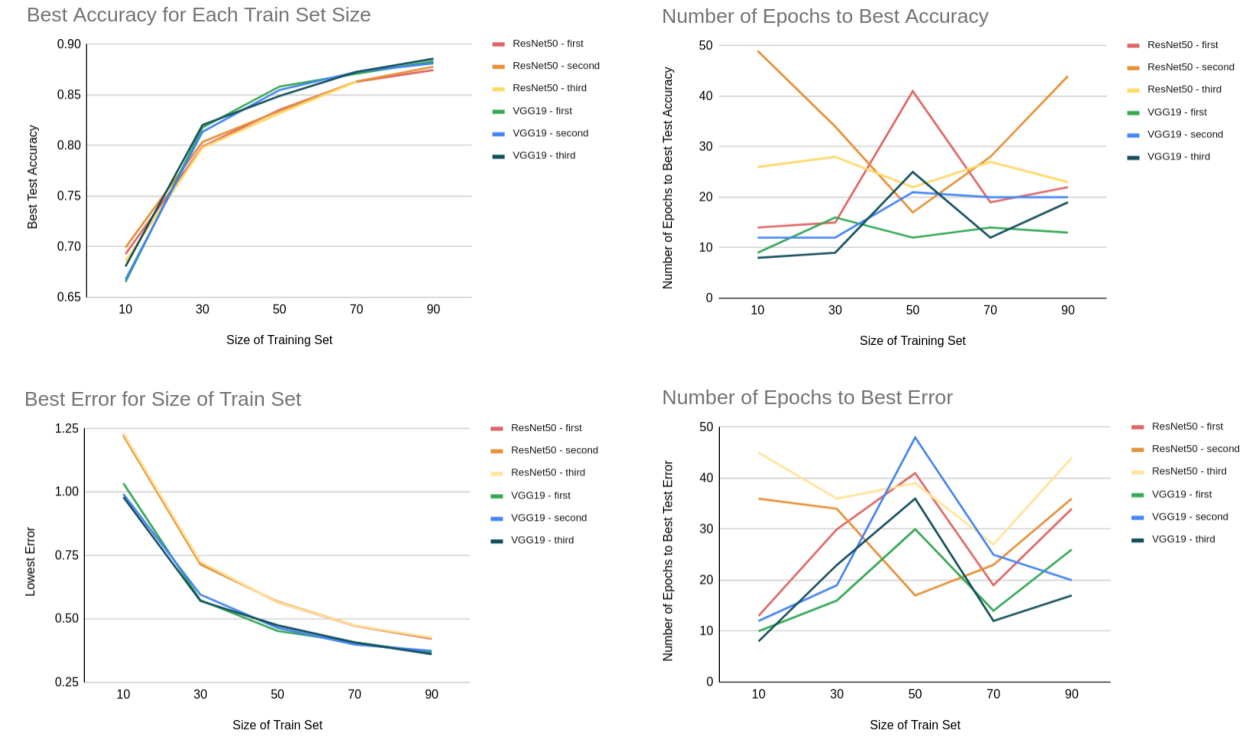 Best Accuracy for Each Train Set Size
Best Test Accuracy
0.90
0.85
0.80
0.75
0.70
0.65
10 30 50 70 90
Size of Training Set
ResNet50 - first
ResNet50 - second
ResNet50 - third
VGG19 - first
VGG19 - second
VGG19 - third
Number of Epochs to Best Accuracy
Number of Epochs to Best Test Accuracy
50
40
30
20
10
0
10 30 50 70 90
Size of Training Set
ResNet50 - first
ResNet50 - second
ResNet50 - third
VGG19 - first
VGG19 - second
VGG19 - third
Best Error for Size of Train Set
Lowest Error
1.25
1.00
0.75
0.50
0.25
10 30 50 70 90
Size of Train Set
ResNet50 - first
ResNet50 - second
ResNet50 - third
VGG19 - first
VGG19 - second
VGG19 - third
Number of Epochs to Best Error
Number of Epochs to Best Test Error
50
40
30
20
10
0
10 30 50 70 90
Size of Train Set
ResNet50 - first
ResNet50 - second
ResNet50 - third
VGG19 - first
VGG19 - second
VGG19 - third